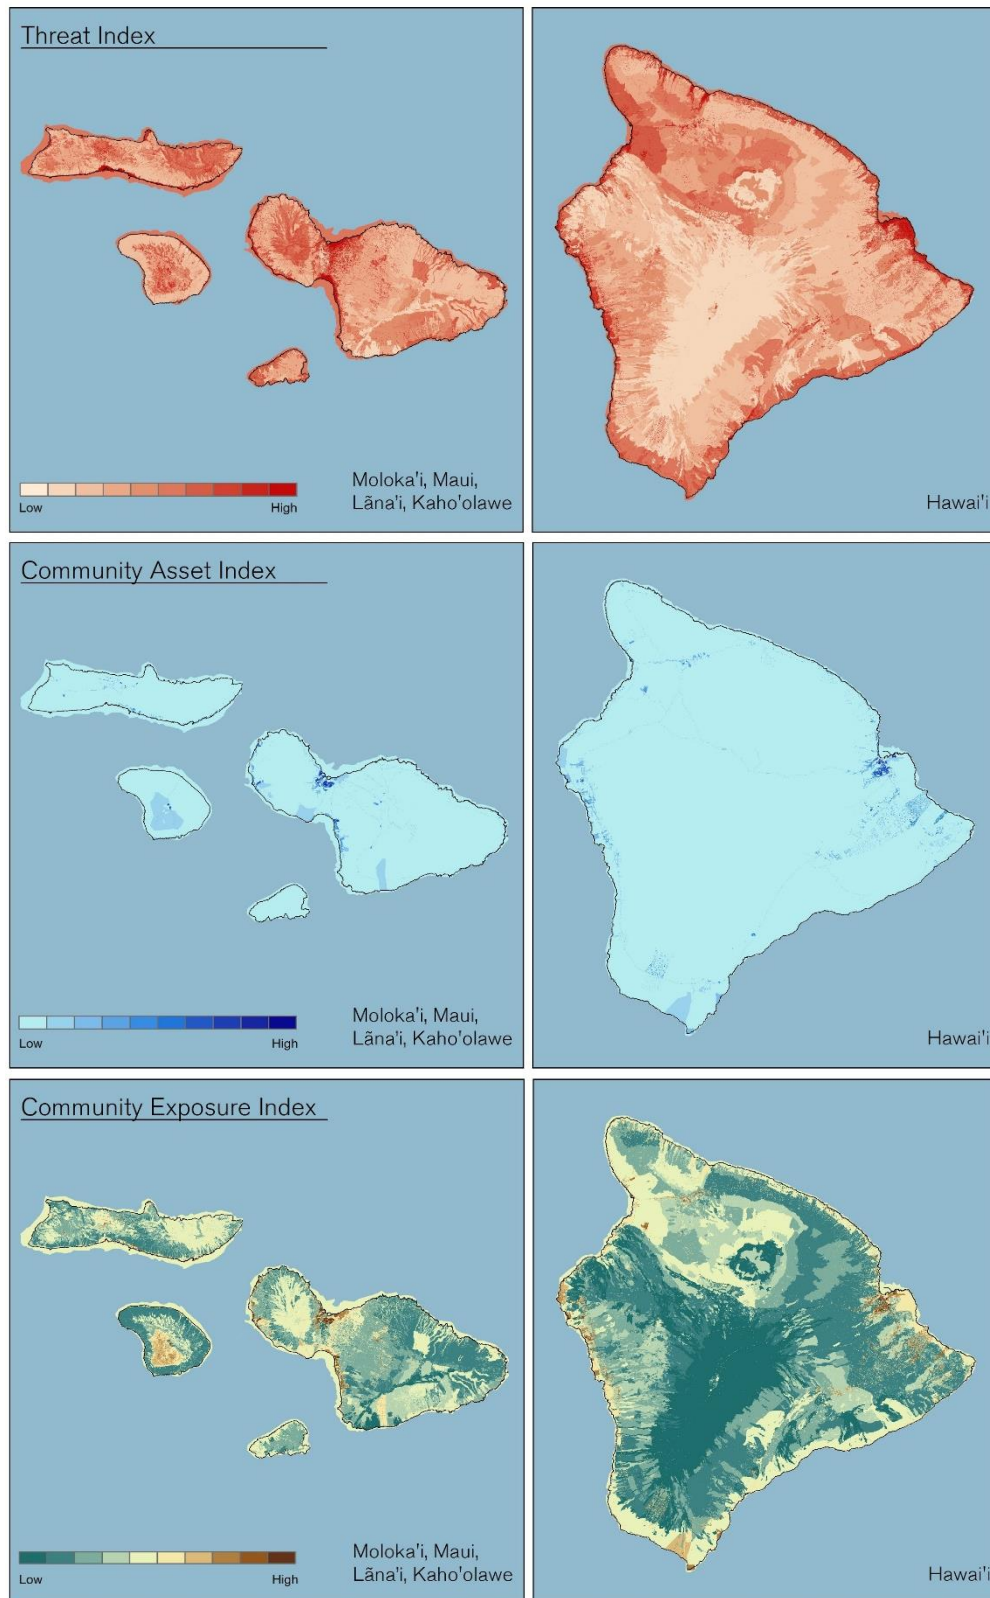 Threat Index
Low
High
Moloka'i, Maui,
Lãna'i, Kaho'olawe
Hawai'i
Community Asset Index
Low
High
Moloka'i, Maui,
Lãna'i, Kaho'olawe
Hawai'i
Community Exposure Index
Low
High
Moloka'i, Maui,
Lãna'i, Kaho'olawe
Hawai'i